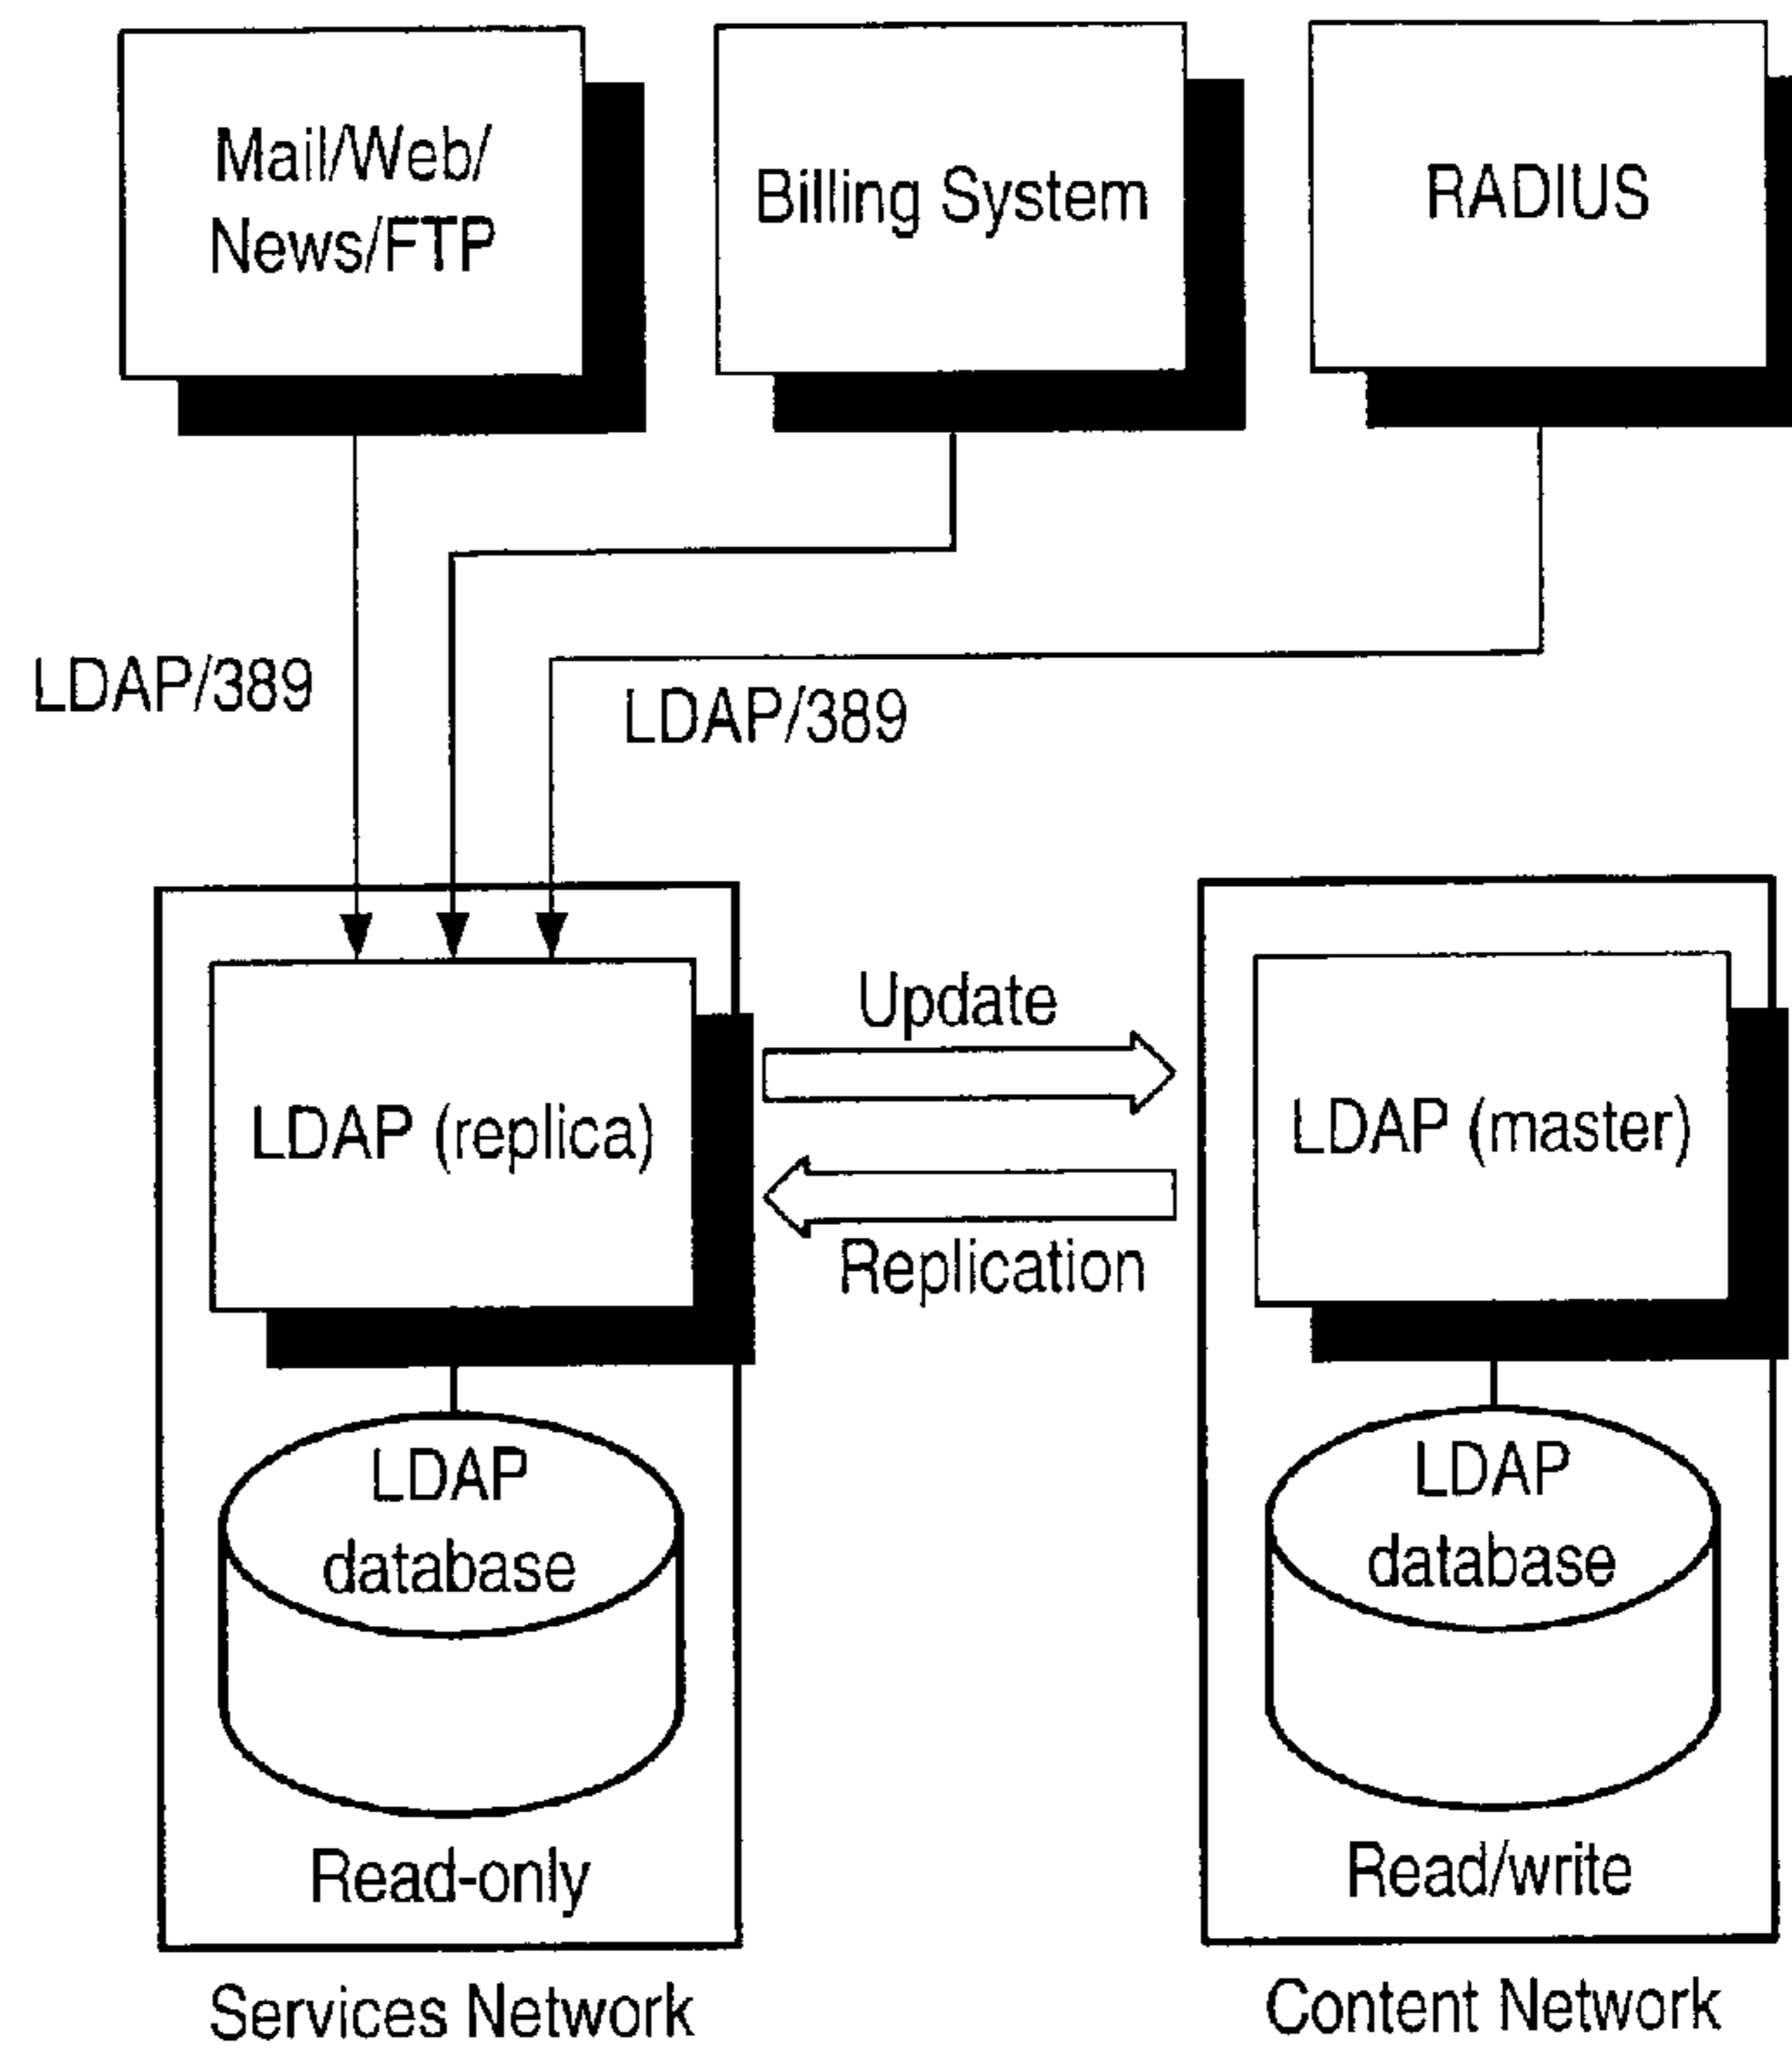 Mail/Web/
News/FTP
Billing System
RADIUS
LDAP/389
LDAP/389
Update
LDAP (replica)
LDAP (master)
Replication
LDAP
database
LDAP
database
Read-only
Read/write
Services Network
Content Network